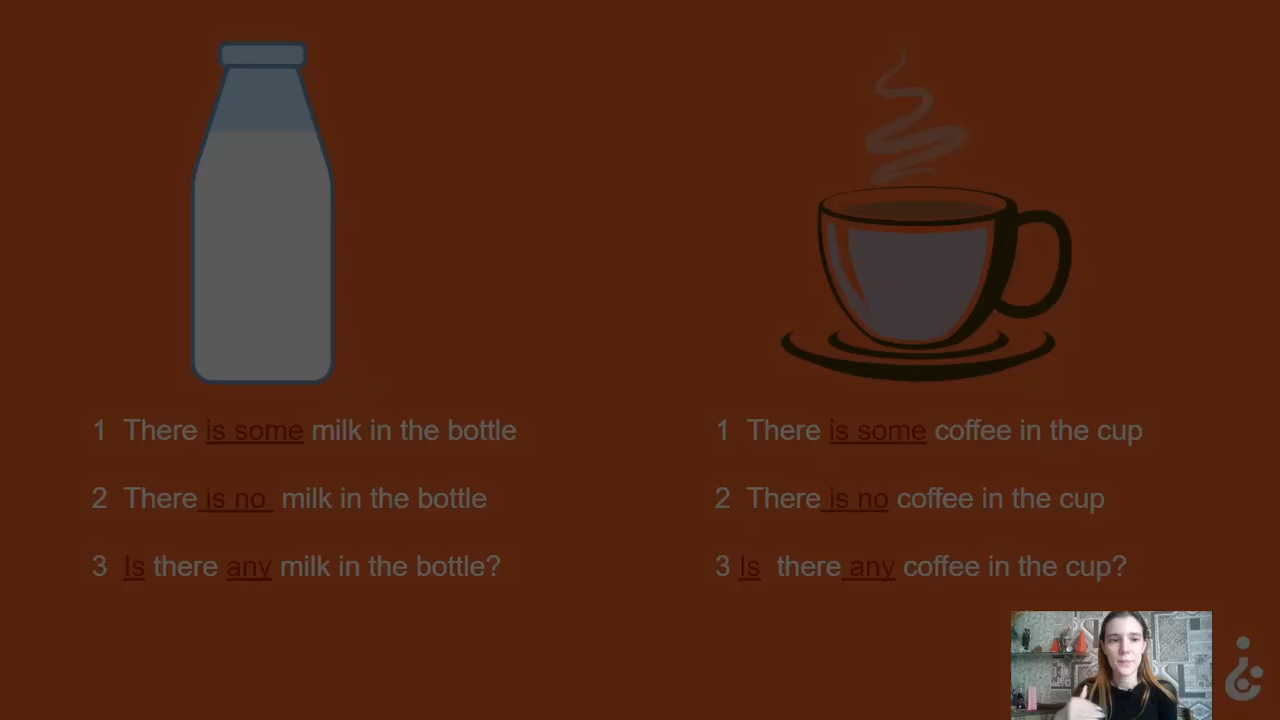 1 There is some milk in the bottle
2 There is no milk in the bottle
3 Is there any milk in the bottle?
1 There is some coffee in the cup
2 There is no coffee in the cup
3 Is there any coffee in the cup?